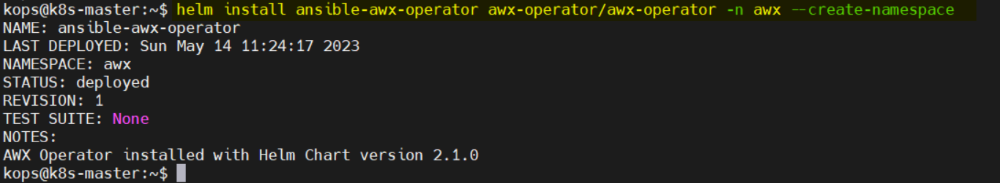 kops@k8s-master:~$ helm install ansible-awx-operator awx-operator/awx-operator -n awx --create-namespace
NAME: ansible-awx-operator
LAST DEPLOYED: Sun May 14 11:24:17 2023
NAMESPACE: awx
STATUS: deployed
REVISION: 1
TEST SUITE: None
NOTES:
AWX Operator installed with Helm Chart version 2.1.0
kops@k8s-master:~$